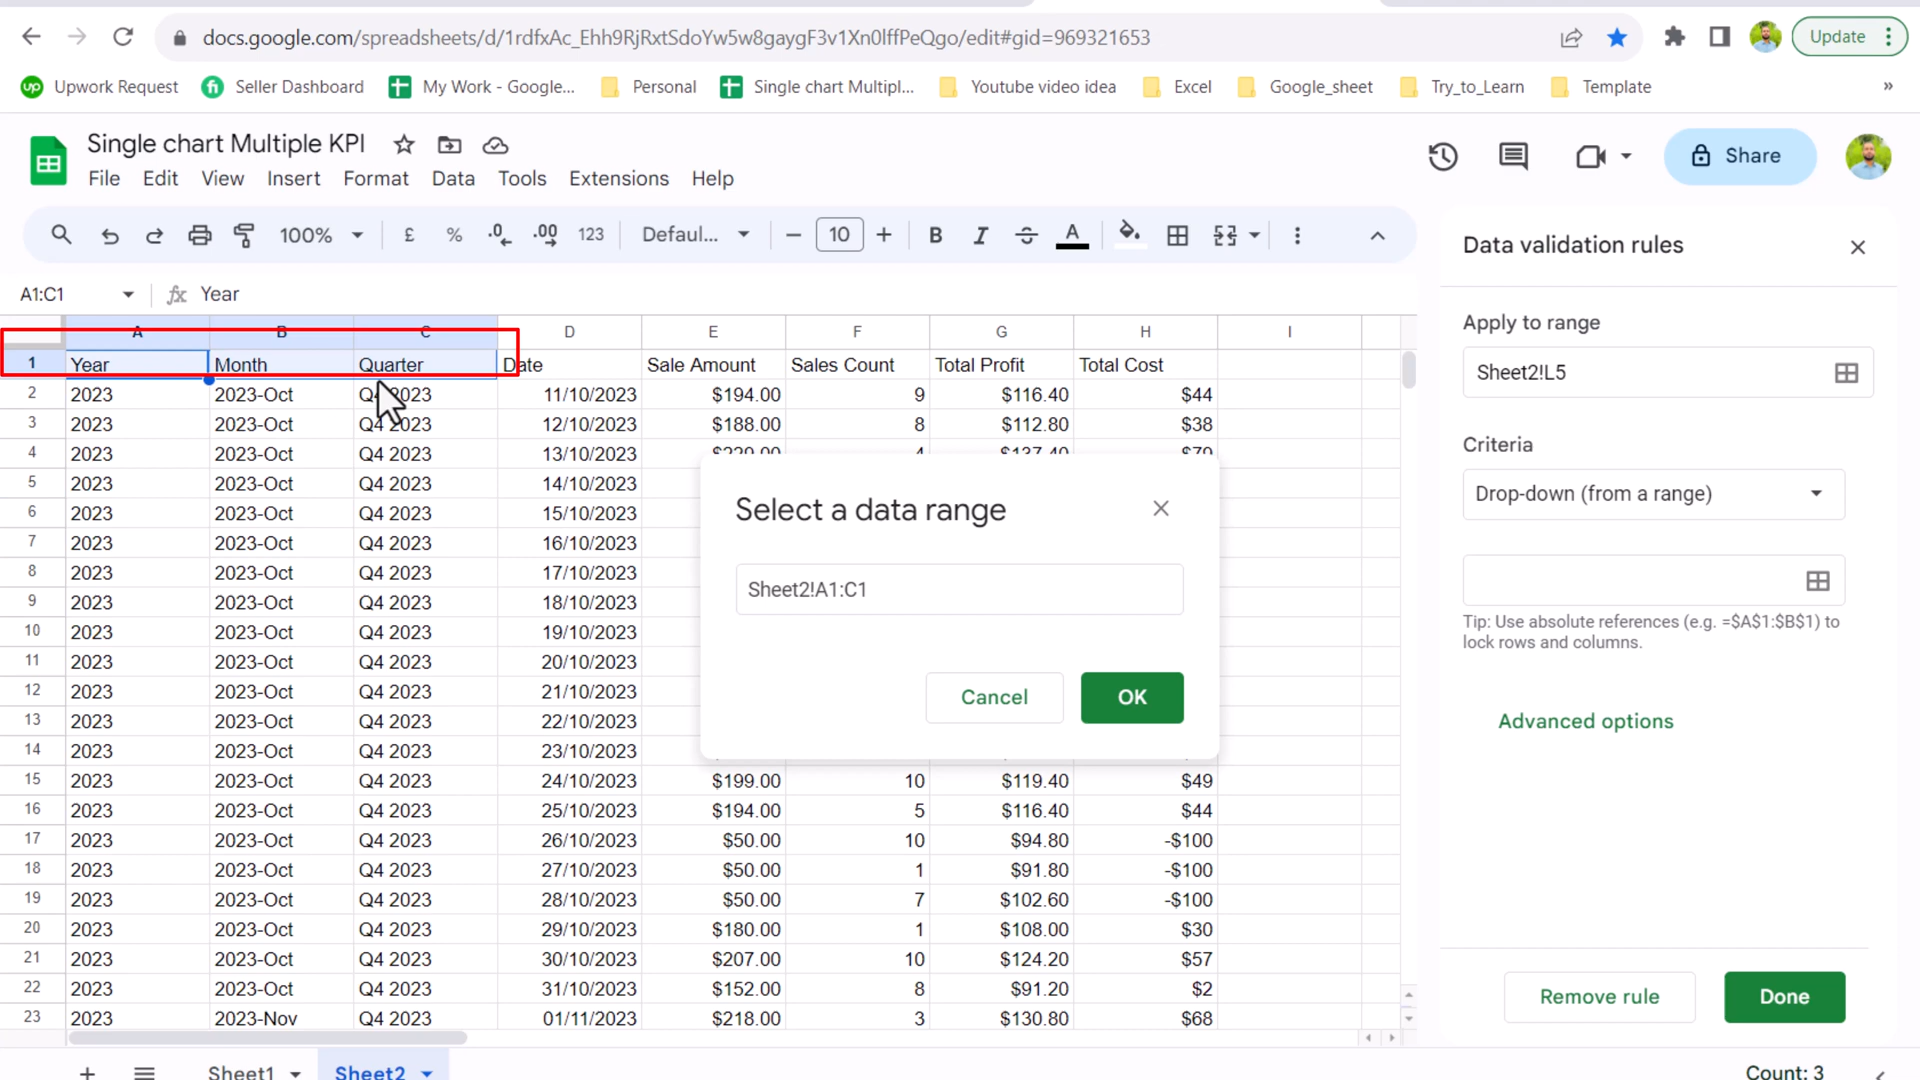 docs.google.com/spreadsheets/d/1rdfxAc_Ehh9RjRxtSdoYw5w8gaygF3v1Xn0lffPeQgo/edit#gid=969321653
Update
up Upwork Request
fi Seller Dashboard
My Work - Google...
Personal
Single chart Multipl...
Youtube video idea
Excel
Google_sheet
Try_to_Learn
Template
»
Single chart Multiple KPI
File Edit View Insert Format Data Tools Extensions Help
Share
100% £ % .0 .00 123 Defaul... − 10 + B I S A
A1:C1 fx Year
A B C D E F G H I
1 Year Month Quarter Date Sale Amount Sales Count Total Profit Total Cost
2 2023 2023-Oct Q4 2023 11/10/2023 $194.00 9 $116.40 $44
3 2023 2023-Oct Q4 2023 12/10/2023 $188.00 8 $112.80 $38
4 2023 2023-Oct Q4 2023 13/10/2023 $229.00 4 $137.40 $79
5 2023 2023-Oct Q4 2023 14/10/2023
6 2023 2023-Oct Q4 2023 15/10/2023
7 2023 2023-Oct Q4 2023 16/10/2023
8 2023 2023-Oct Q4 2023 17/10/2023
9 2023 2023-Oct Q4 2023 18/10/2023
10 2023 2023-Oct Q4 2023 19/10/2023
11 2023 2023-Oct Q4 2023 20/10/2023
12 2023 2023-Oct Q4 2023 21/10/2023
13 2023 2023-Oct Q4 2023 22/10/2023
14 2023 2023-Oct Q4 2023 23/10/2023
15 2023 2023-Oct Q4 2023 24/10/2023 $199.00 10 $119.40 $49
16 2023 2023-Oct Q4 2023 25/10/2023 $194.00 5 $116.40 $44
17 2023 2023-Oct Q4 2023 26/10/2023 $50.00 10 $94.80 -$100
18 2023 2023-Oct Q4 2023 27/10/2023 $50.00 1 $91.80 -$100
19 2023 2023-Oct Q4 2023 28/10/2023 $50.00 7 $102.60 -$100
20 2023 2023-Oct Q4 2023 29/10/2023 $180.00 1 $108.00 $30
21 2023 2023-Oct Q4 2023 30/10/2023 $207.00 10 $124.20 $57
22 2023 2023-Oct Q4 2023 31/10/2023 $152.00 8 $91.20 $2
23 2023 2023-Nov Q4 2023 01/11/2023 $218.00 3 $130.80 $68
Select a data range
Sheet2!A1:C1
Cancel OK
Data validation rules
Apply to range
Sheet2!L5
Criteria
Drop-down (from a range)
Tip: Use absolute references (e.g. =$A$1:$B$1) to
lock rows and columns.
Advanced options
Remove rule Done
Sheet1 Sheet2 Count: 3